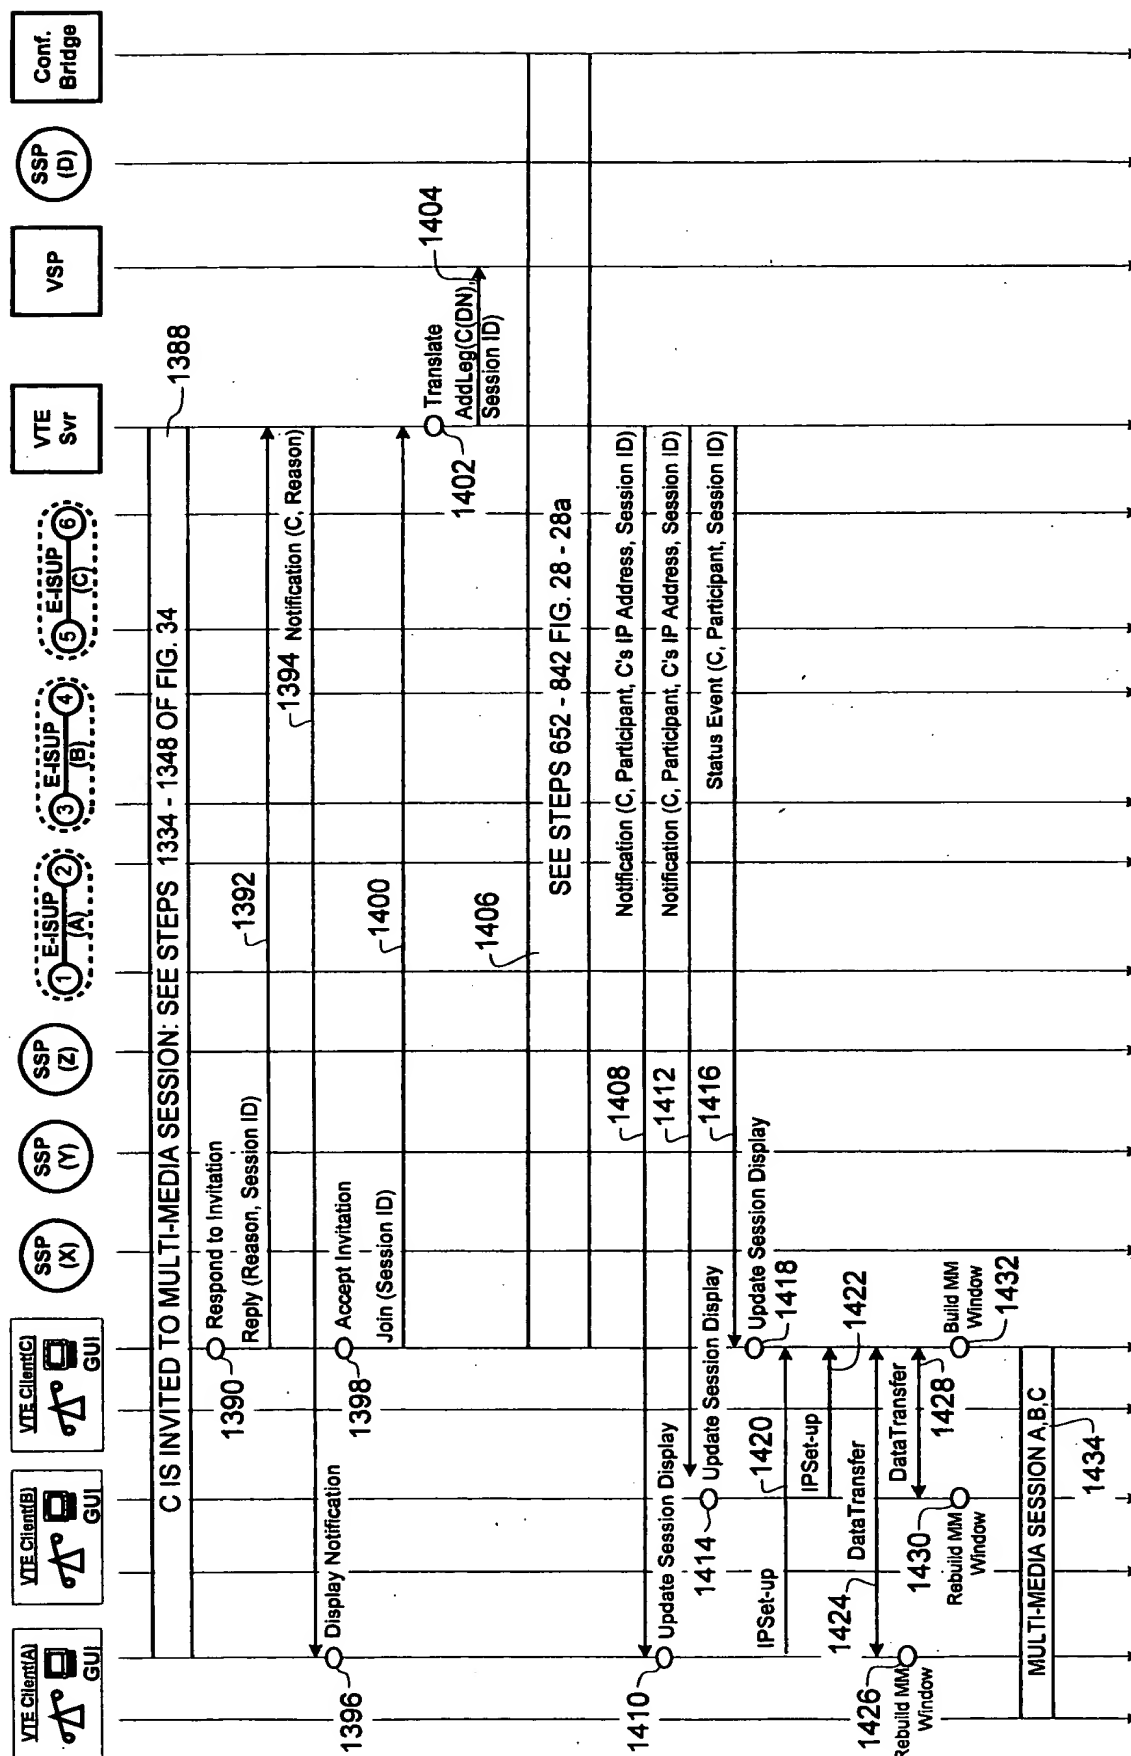 VTE Client(A)
GUI
VTE Client(B)
GUI
VTE Client(C)
GUI
SSP
(X)
SSP
(Y)
SSP
(Z)
1
E-ISUP
(A)
2
3
E-ISUP
(B)
4
5
E-ISUP
(C)
6
VTE
Svr
VSP
SSP
(D)
Conf.
Bridge
C IS INVITED TO MULTI-MEDIA SESSION: SEE STEPS 1334 - 1348 OF FIG. 34
1388
1390
Respond to Invitation
Reply (Reason, Session ID)
1392
1394
Notification (C, Reason)
1396
Display Notification
1398
Accept Invitation
Join (Session ID)
1400
1402
Translate
AddLeg(C(DN),
Session ID)
1404
1406
SEE STEPS 652 - 842 FIG. 28 - 28a
1408
Notification (C, Participant, C's IP Address, Session ID)
1410
Update Session Display
1412
Notification (C, Participant, C's IP Address, Session ID)
1414
Update Session Display
1416
Status Event (C, Participant, Session ID)
Update Session Display
1418
IPSet-up
1420
IPSet-up
1422
1424
DataTransfer
1426
Rebuild MM
Window
DataTransfer
1428
1430
Rebuild MM
Window
Build MM
Window
1432
MULTI-MEDIA SESSION A,B,C
1434